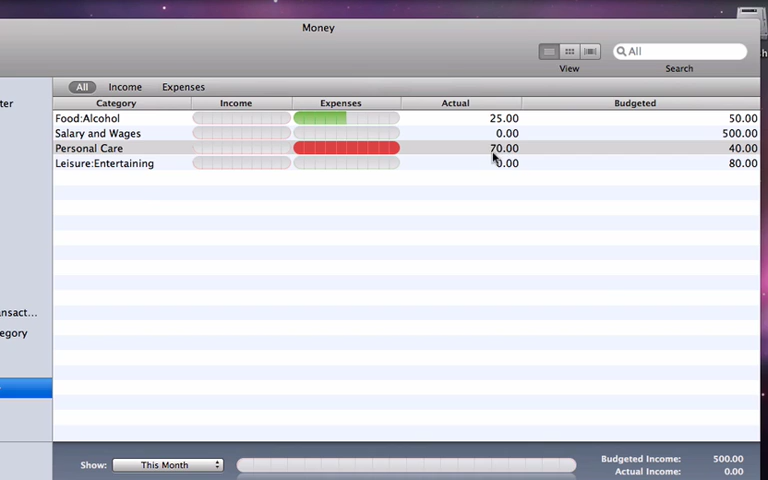 Money
All
View
Search
ter
All Income Expenses
Category Income Expenses Actual Budgeted
Food:Alcohol 25.00 50.00
Salary and Wages 0.00 500.00
Personal Care 70.00 40.00
Leisure:Entertaining 0.00 80.00
ansact...
egory
Show: This Month
Budgeted Income: 500.00
Actual Income: 0.00